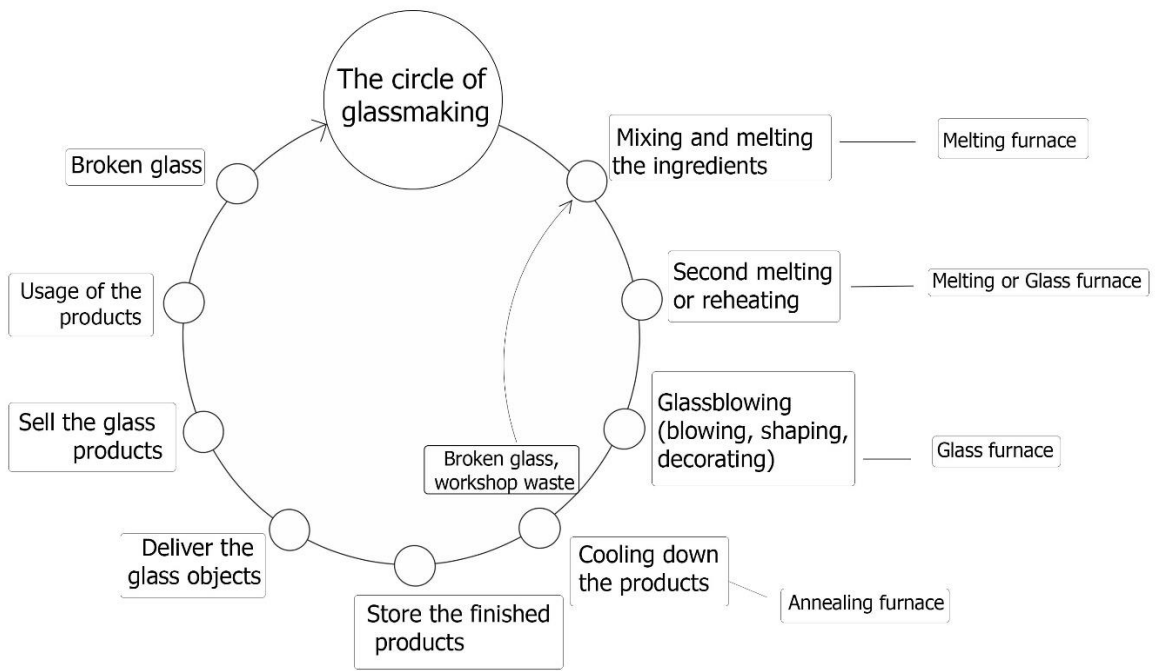 The circle of
glassmaking
Mixing and melting
the ingredients
Melting furnace
Second melting
or reheating
Melting or Glass furnace
Glassblowing
(blowing, shaping,
decorating)
Glass furnace
Broken glass,
workshop waste
Cooling down
the products
Annealing furnace
Store the finished
products
Deliver the
glass objects
Sell the glass
products
Usage of the
products
Broken glass